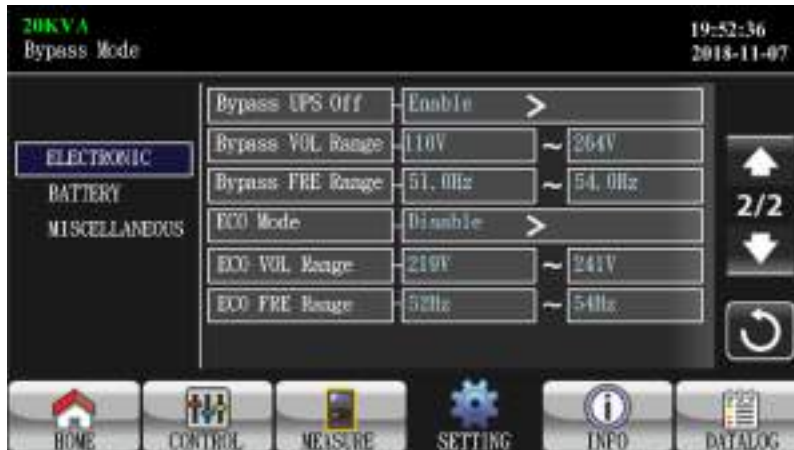 20KVA
Bypass Mode
19:52:36
2018-11-07
ELECTRONIC
BATTERY
MISCELLANEOUS
Bypass UPS Off Enable >
Bypass VOL Range 110V ~ 264V
Bypass FRE Range 51.0Hz ~ 54.0Hz
ECO Mode Disable >
ECO VOL Range 219V ~ 241V
ECO FRE Range 52Hz ~ 54Hz
2/2
HOME CONTROL MEASURE SETTING INFO DATALOG